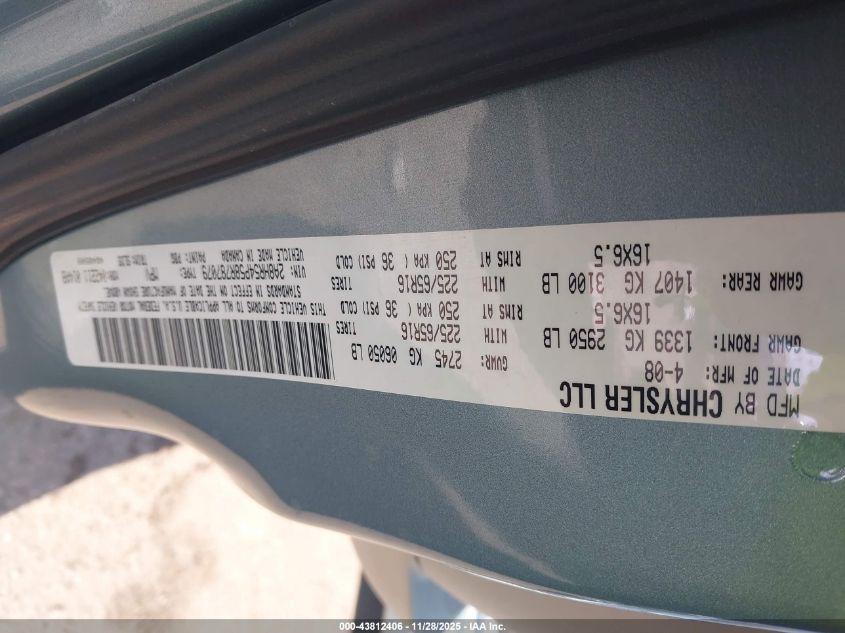 MFD BY CHRYSLER LLC
DATE OF MFR: 4-08
GVWR: 2745 KG 06050 LB
GAWR FRONT: 1339 KG 2950 LB
WITH 225/65R16 TIRES
16X6.5 RIMS AT 250 KPA ( 36 PSI) COLD
GAWR REAR: 1407 KG 3100 LB
WITH 225/65R16 TIRES
16X6.5 RIMS AT 250 KPA ( 36 PSI) COLD
THIS VEHICLE CONFORMS TO ALL APPLICABLE U.S.A. FEDERAL MOTOR VEHICLE SAFETY
STANDARDS IN EFFECT ON THE DATE OF MANUFACTURE SHOWN ABOVE.
VIN: 2A8HR54P58R787079 TYPE: MPV
VEHICLE MADE IN CANADA PAINT:
000-43812406 — 11/28/2025 — IAA Inc.